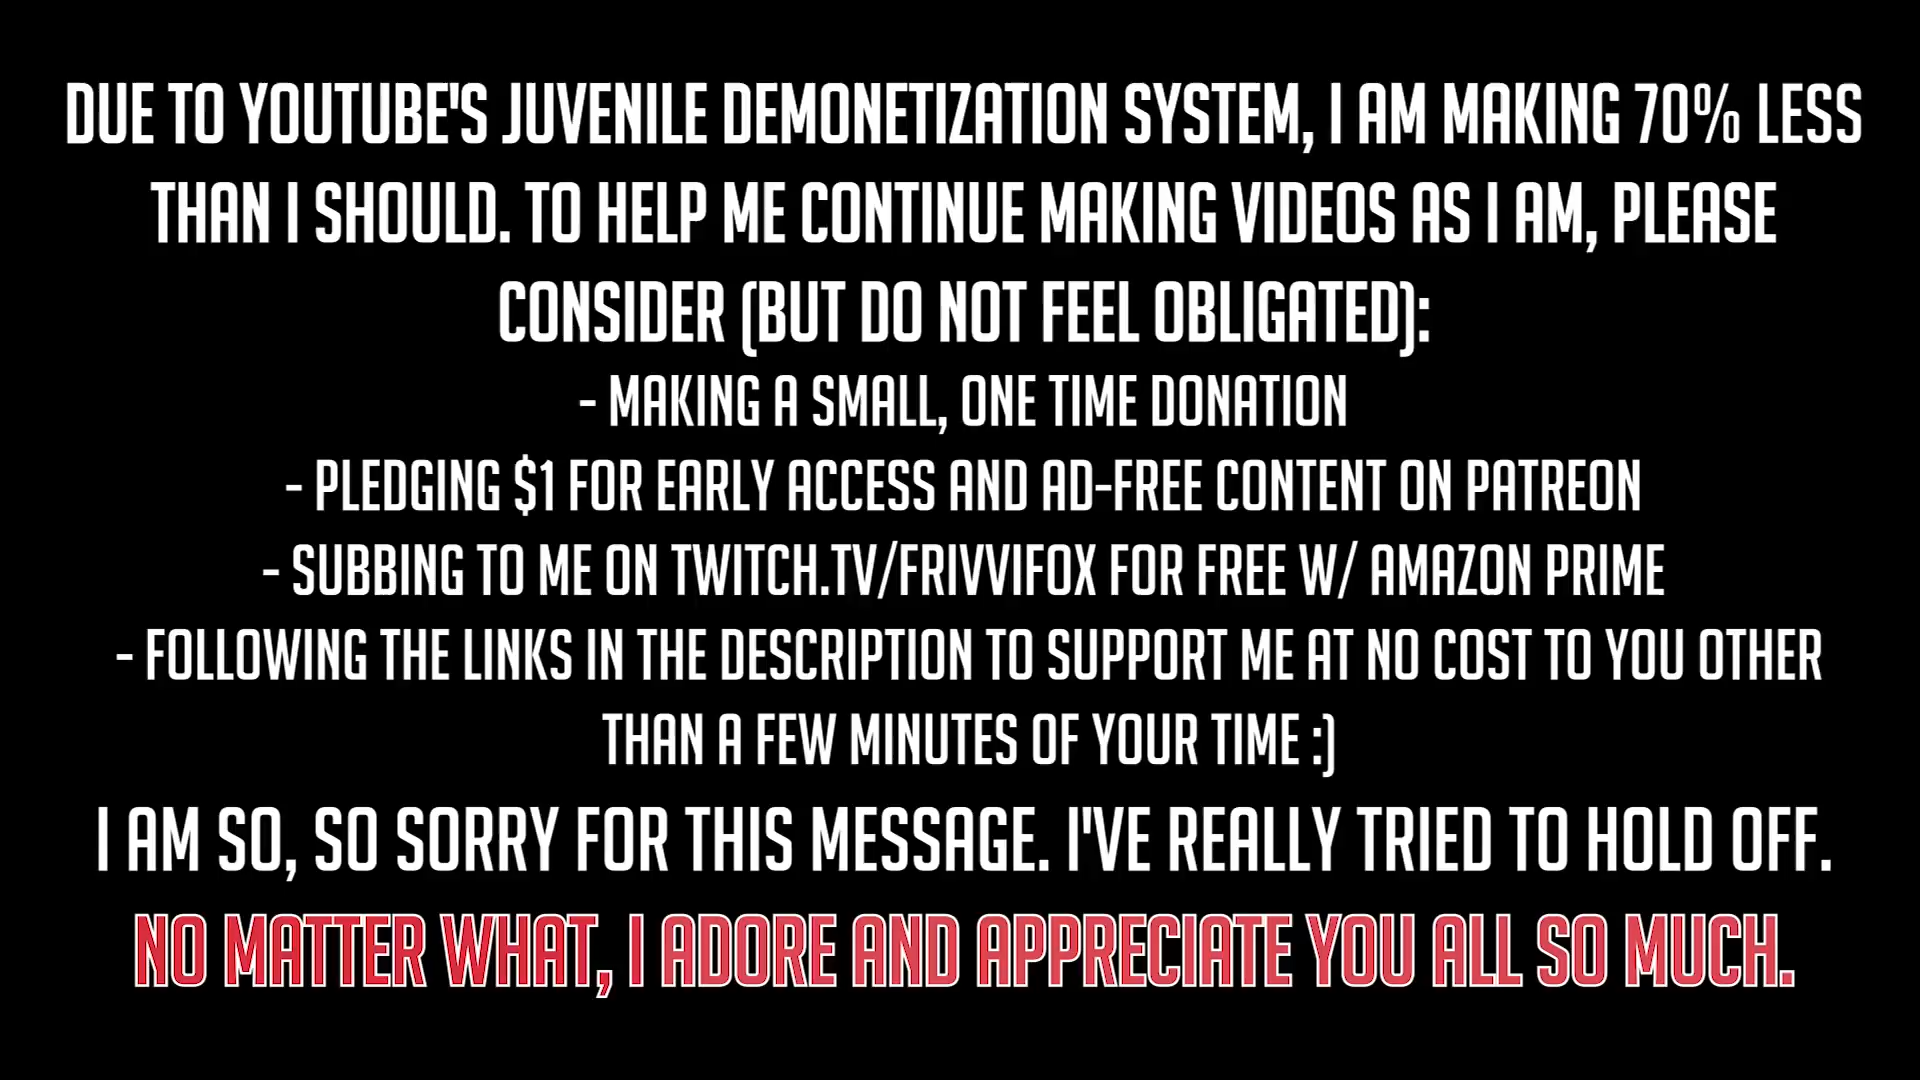 DUE TO YOUTUBE'S JUVENILE DEMONETIZATION SYSTEM, I AM MAKING 70% LESS
THAN I SHOULD. TO HELP ME CONTINUE MAKING VIDEOS AS I AM, PLEASE
CONSIDER (BUT DO NOT FEEL OBLIGATED):
- MAKING A SMALL, ONE TIME DONATION
- PLEDGING $1 FOR EARLY ACCESS AND AD-FREE CONTENT ON PATREON
- SUBBING TO ME ON TWITCH.TV/FRIVVIFOX FOR FREE W/ AMAZON PRIME
- FOLLOWING THE LINKS IN THE DESCRIPTION TO SUPPORT ME AT NO COST TO YOU OTHER
THAN A FEW MINUTES OF YOUR TIME :)
I AM SO, SO SORRY FOR THIS MESSAGE. I'VE REALLY TRIED TO HOLD OFF.
NO MATTER WHAT, I ADORE AND APPRECIATE YOU ALL SO MUCH.